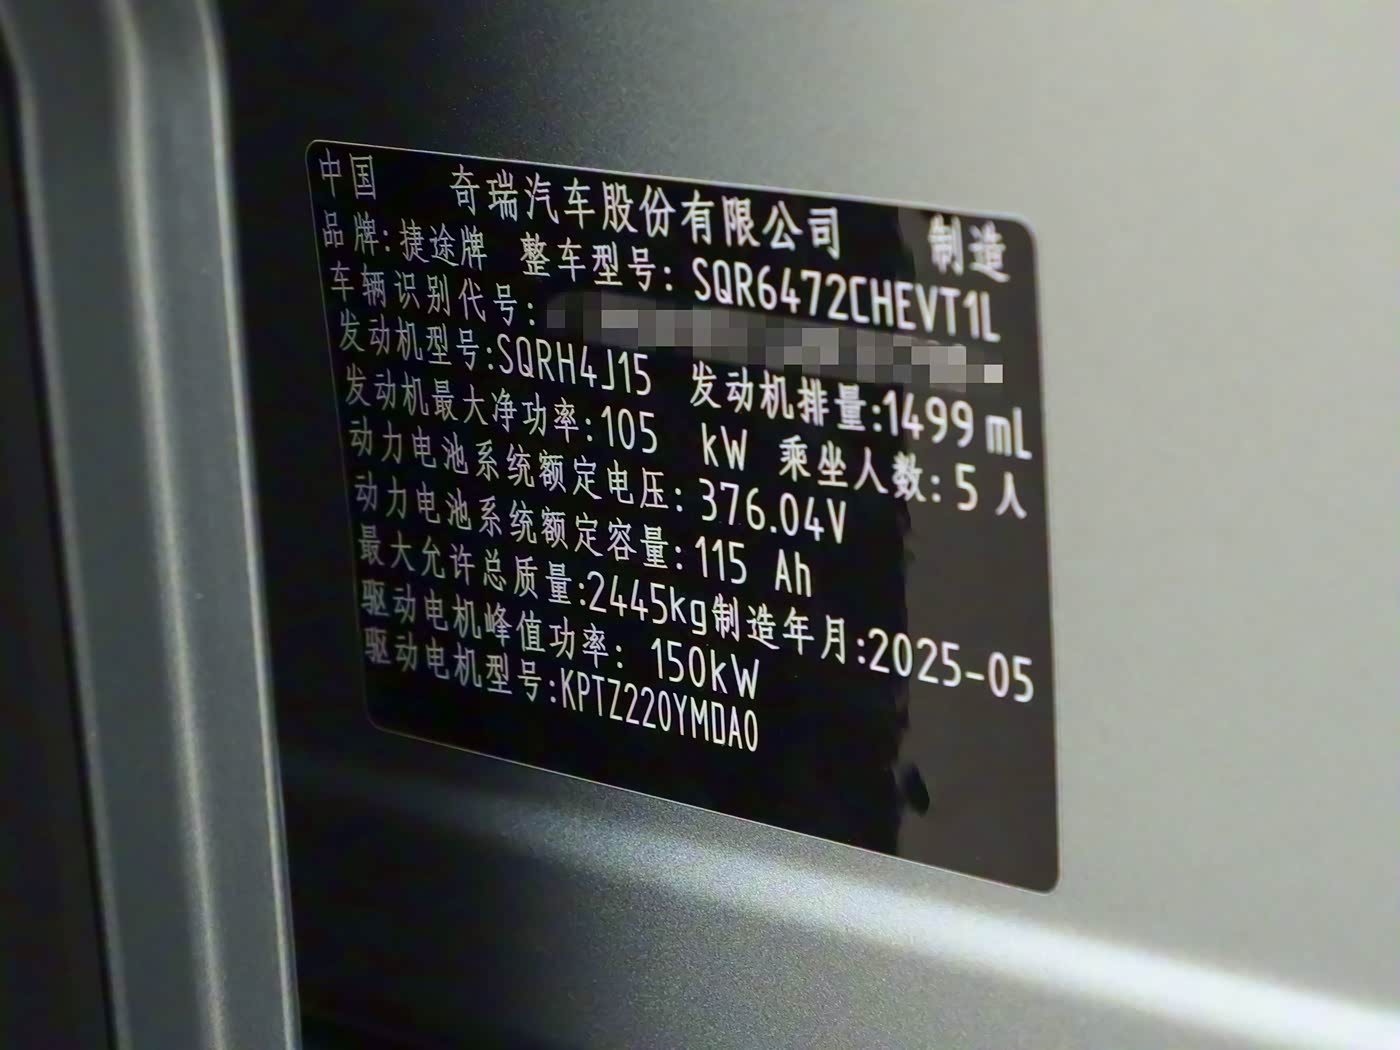 中国 奇瑞汽车股份有限公司 制造
品牌:捷途牌 整车型号:SQR6472CHEVT1L
车辆识别代号:
发动机型号:SQRH4J15 发动机排量:1499 mL
发动机最大净功率:105 kW 乘坐人数:5 人
动力电池系统额定电压:376.04V
动力电池系统额定容量:115 Ah
最大允许总质量:2445kg制造年月:2025-05
驱动电机峰值功率: 150kW
驱动电机型号:KPTZ220YMDA0